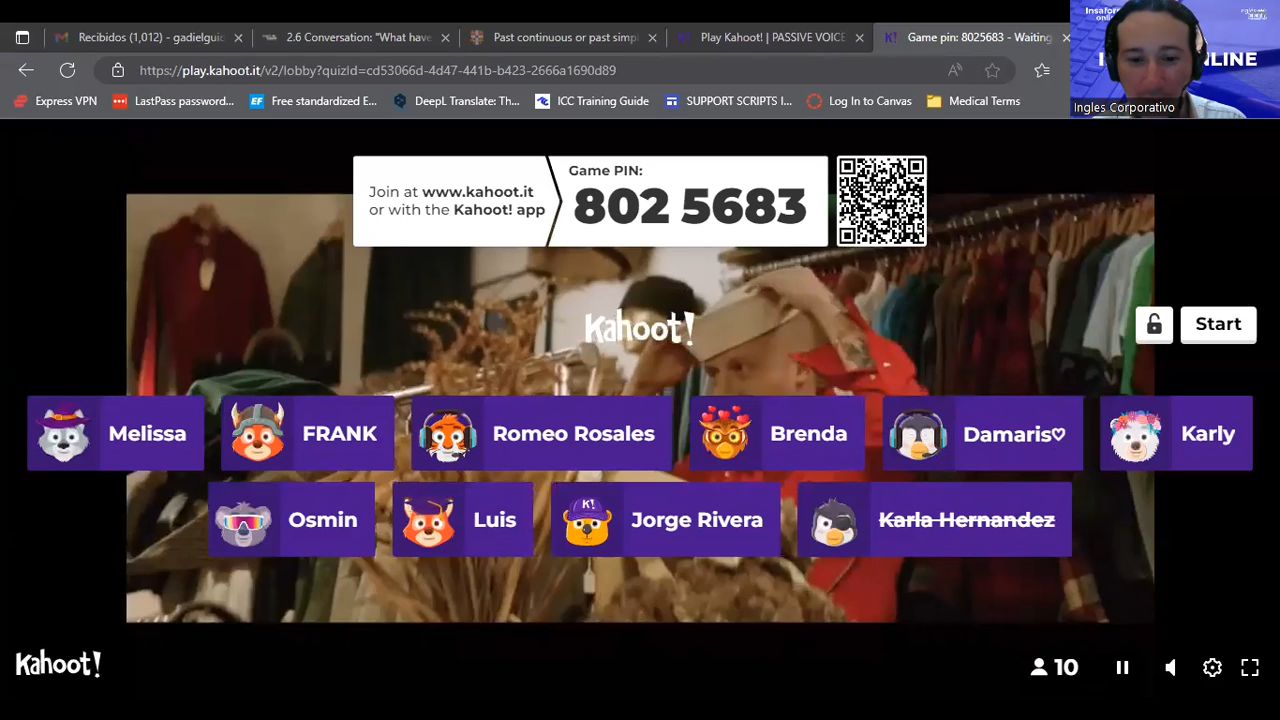 Recibidos (1,012) - gadielgui
2.6 Conversation: "What have
Past continuous or past simpl
Play Kahoot! | PASSIVE VOICE
Game pin: 8025683 - Waiting
https://play.kahoot.it/v2/lobby?quizId=cd53066d-4d47-441b-b423-2666a1690d89
Express VPN
LastPass password...
Free standardized E...
DeepL Translate: Th...
ICC Training Guide
SUPPORT SCRIPTS I...
Log In to Canvas
Medical Terms
NLINE
Ingles Corporativo
Join at www.kahoot.it
or with the Kahoot! app
Game PIN:
802 5683
Kahoot!
Start
Melissa
FRANK
Romeo Rosales
Brenda
Damaris♡
Karly
Osmin
Luis
K!
Jorge Rivera
Karla Hernandez
Kahoot!
10